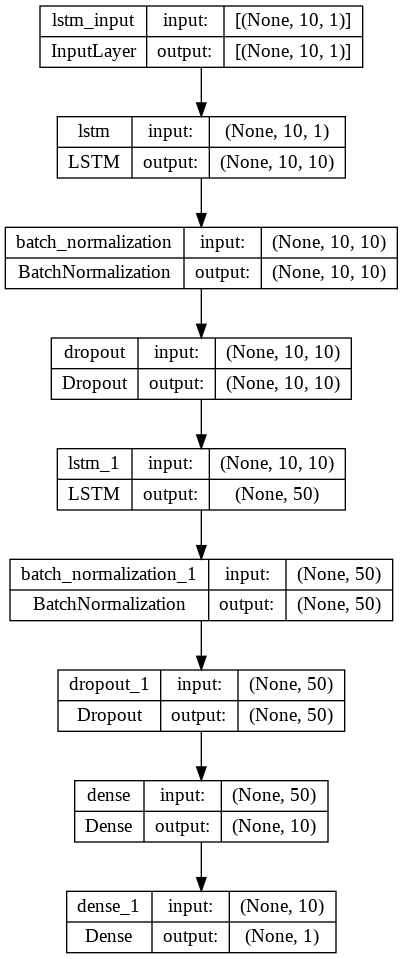 lstm_input input: [(None, 10, 1)]
InputLayer output: [(None, 10, 1)]
lstm input: (None, 10, 1)
LSTM output: (None, 10, 10)
batch_normalization input: (None, 10, 10)
BatchNormalization output: (None, 10, 10)
dropout input: (None, 10, 10)
Dropout output: (None, 10, 10)
lstm_1 input: (None, 10, 10)
LSTM output: (None, 50)
batch_normalization_1 input: (None, 50)
BatchNormalization output: (None, 50)
dropout_1 input: (None, 50)
Dropout output: (None, 50)
dense input: (None, 50)
Dense output: (None, 10)
dense_1 input: (None, 10)
Dense output: (None, 1)